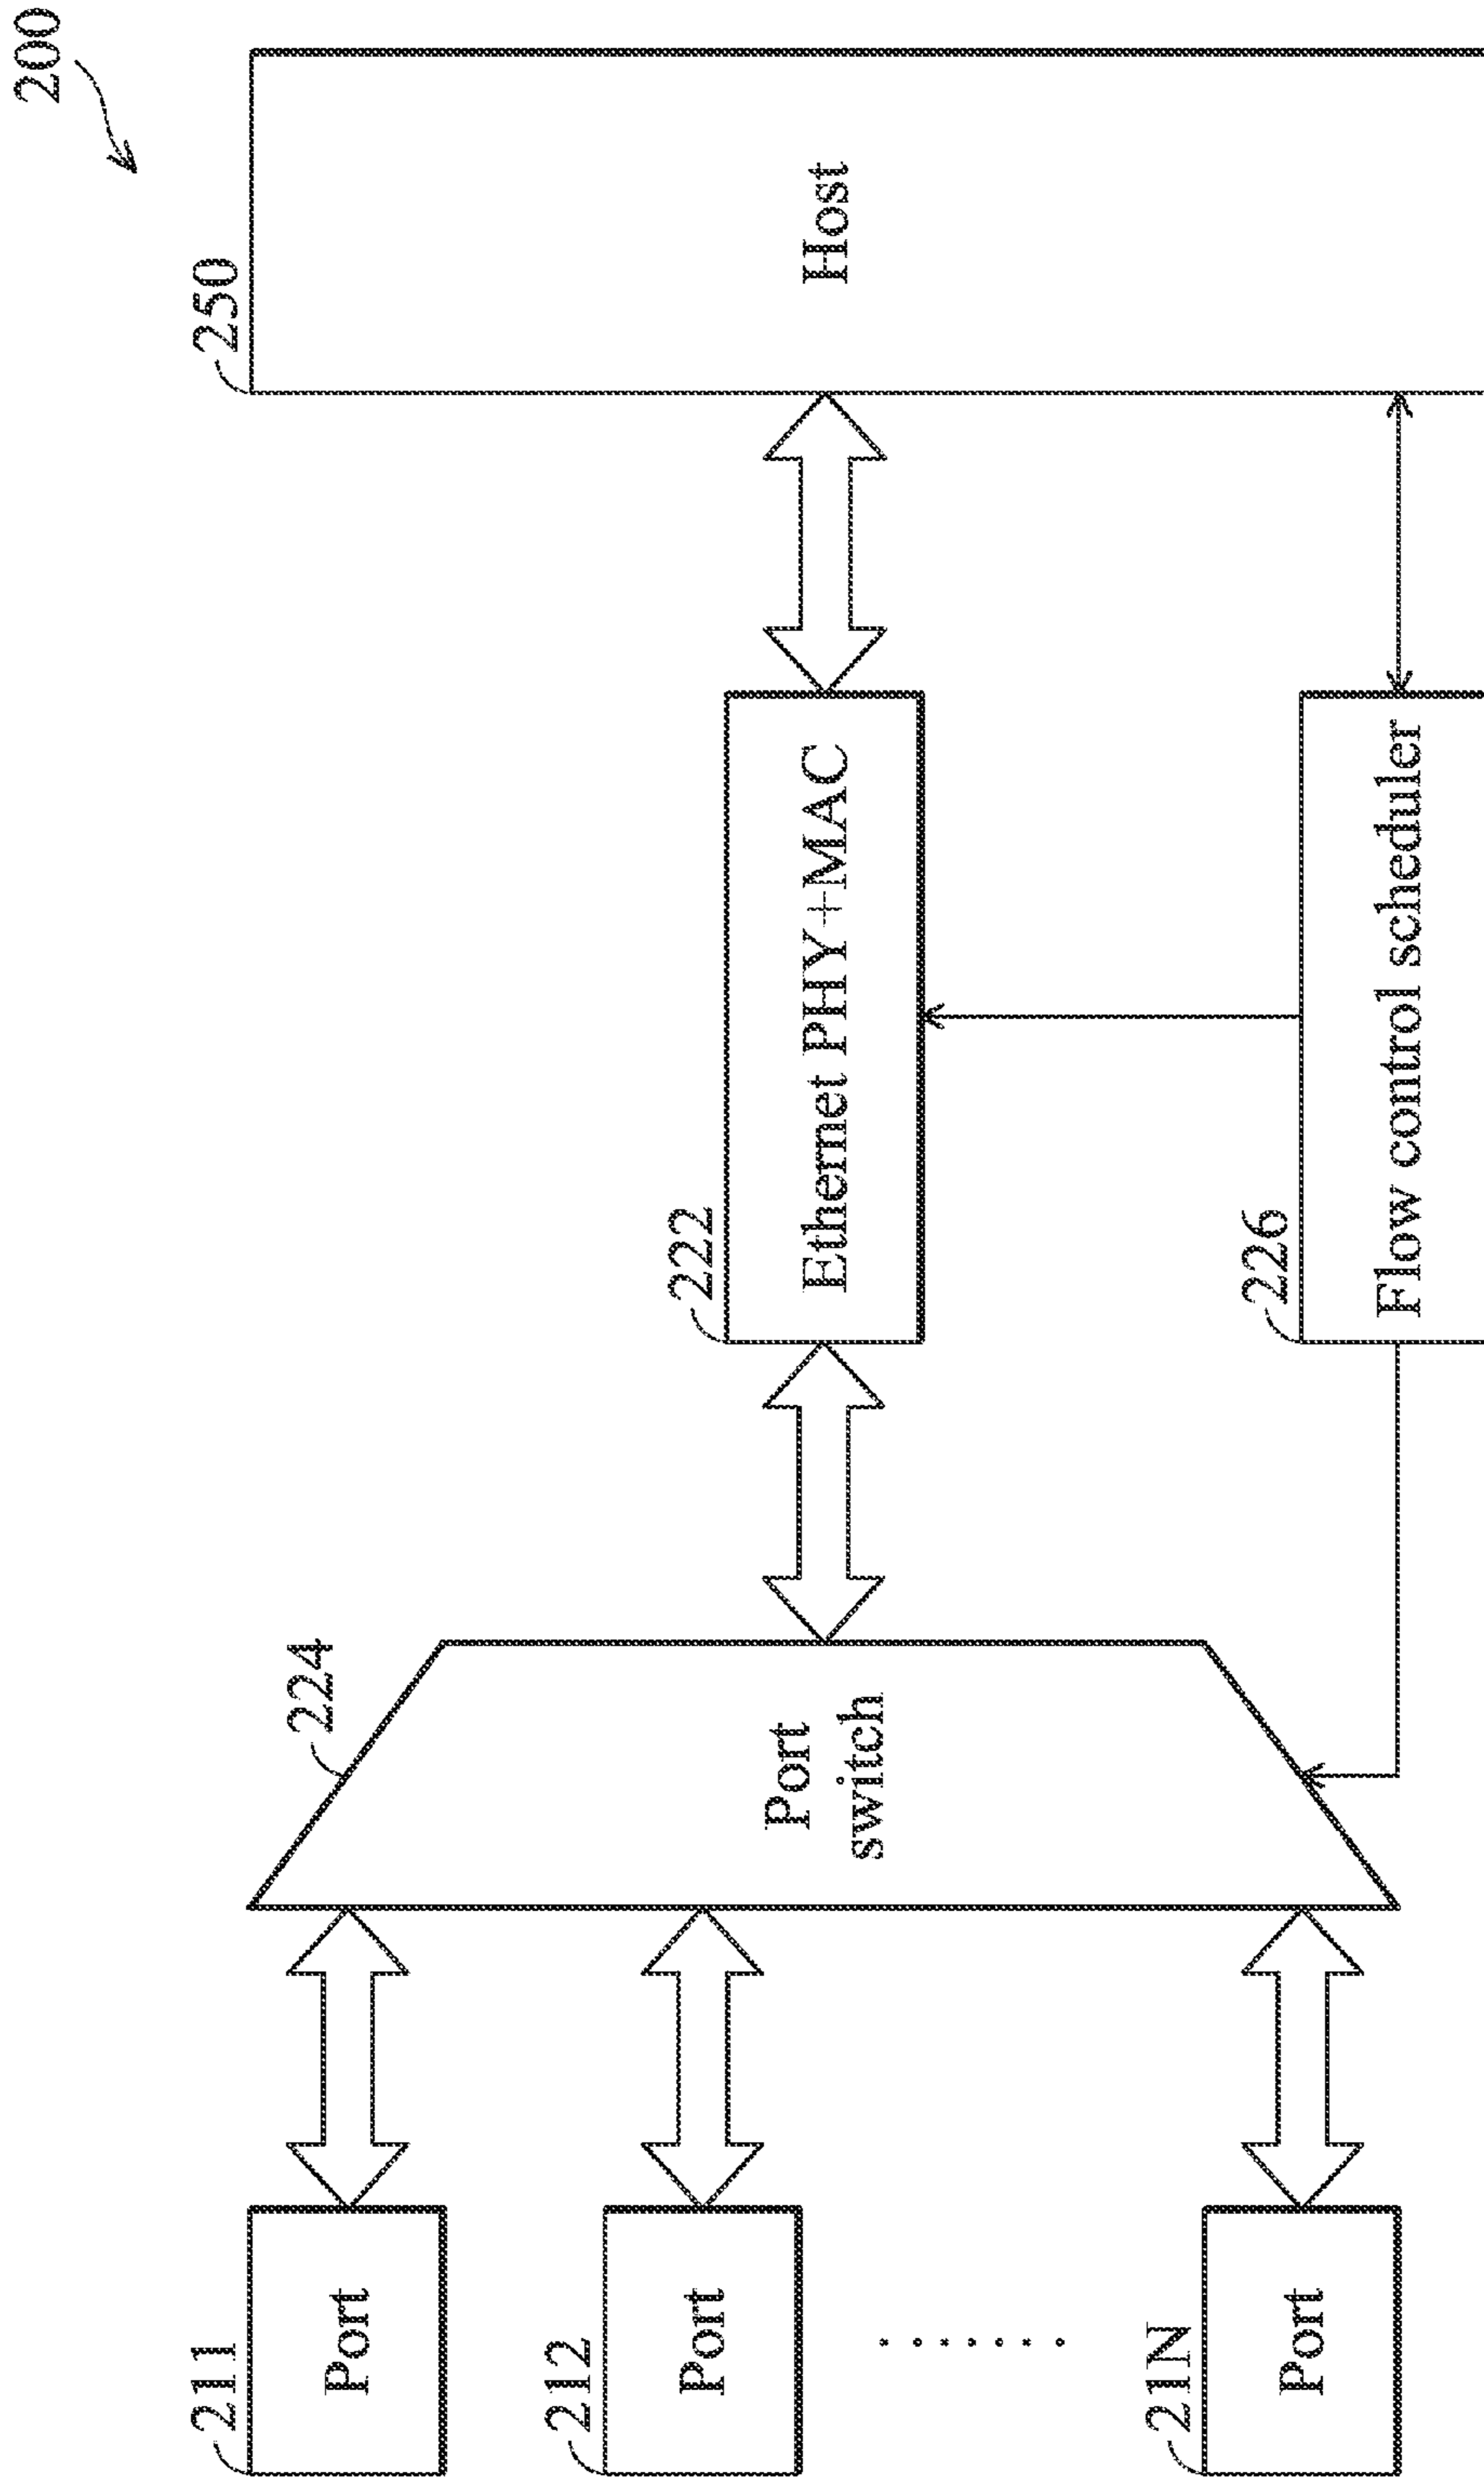 200
211
Port
212
Port
21N
Port
224
Port
switch
222
Ethernet PHY+MAC
226
Flow control scheduler
250
Host